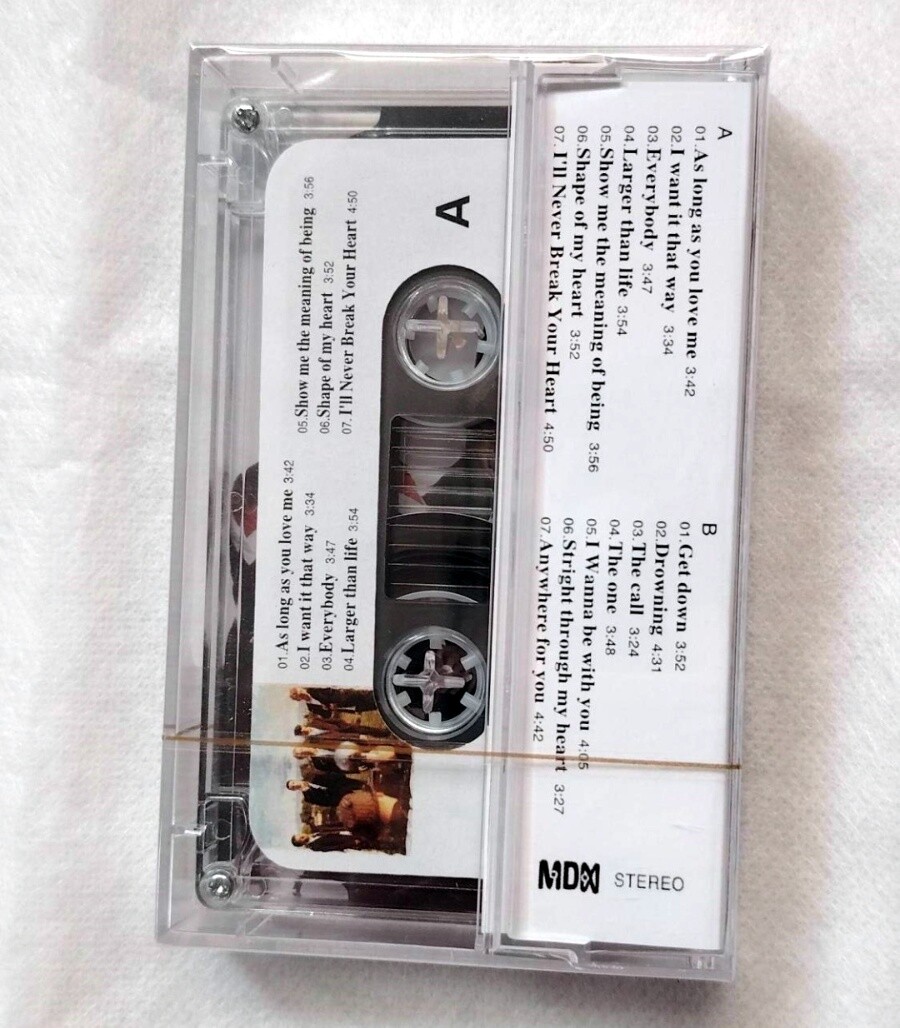 A
01.As long as you love me 3:42
02.I want it that way 3:34
03.Everybody 3:47
04.Larger than life 3:54
05.Show me the meaning of being 3:56
06.Shape of my heart 3:52
07.I'll Never Break Your Heart 4:50
B
01.Get down 3:52
02.Drowning 4:31
03.The call 3:24
04.The one 3:48
05.I Wanna be with you 4:05
06.Stright through my heart 3:27
07.Anywhere for you 4:42
MDX STEREO
A
01.As long as you love me 3:42
02.I want it that way 3:34
03.Everybody 3:47
04.Larger than life 3:54
05.Show me the meaning of being 3:56
06.Shape of my heart 3:52
07.I'll Never Break Your Heart 4:50